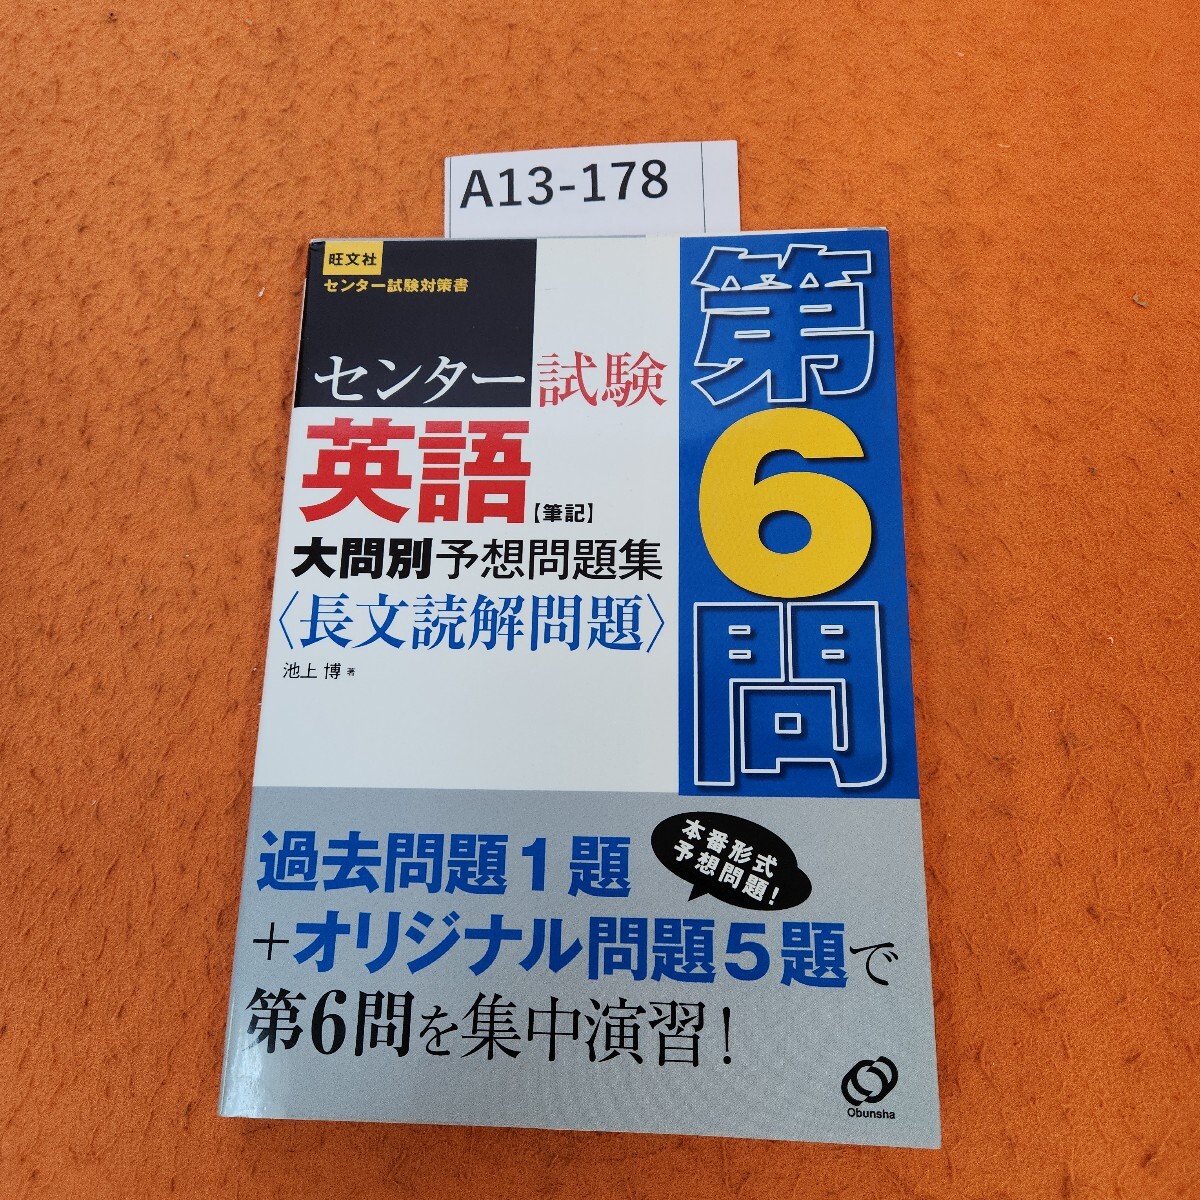 A13-178
旺文社
センター試験対策書
センター試験
英語【筆記】
大問別予想問題集
〈長文読解問題〉
池上 博 著
第6問
過去問題1題
本番形式
予想問題!
+オリジナル問題5題で
第6問を集中演習!
Obunsha